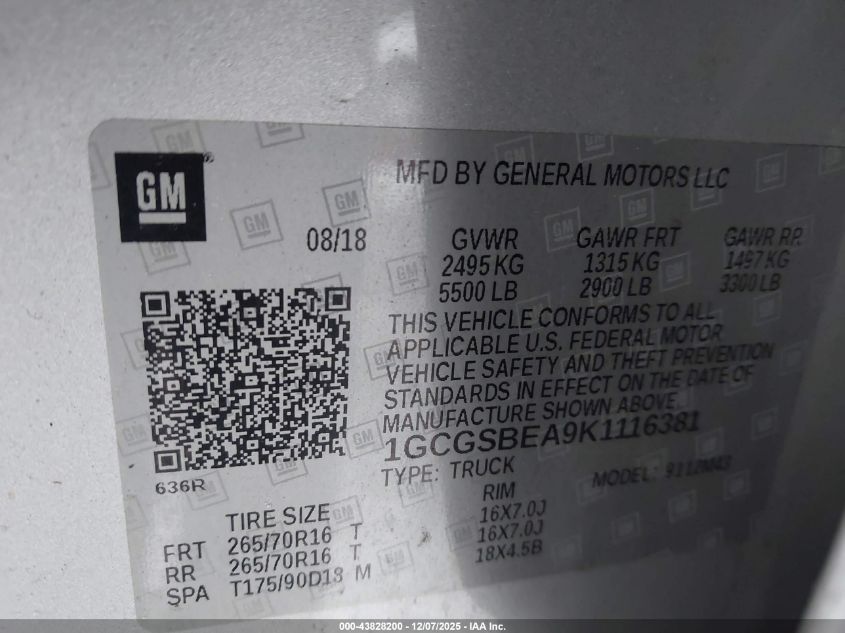 GM
MFD BY GENERAL MOTORS LLC
08/18
GVWR GAWR FRT GAWR RR
2495 KG 1315 KG 1497 KG
5500 LB 2900 LB 3300 LB
THIS VEHICLE CONFORMS TO ALL
APPLICABLE U.S. FEDERAL MOTOR
VEHICLE SAFETY AND THEFT PREVENTION
STANDARDS IN EFFECT ON THE DATE OF
MANUFACTURE SHOWN ABOVE.
1GCGSBEA9K1116381
TYPE: TRUCK MODEL:
636R
TIRE SIZE RIM
FRT 265/70R16 T 16X7.0J
RR 265/70R16 T 16X7.0J
SPA T175/90D18 M 18X4.5B
000-43828200 - 12/07/2025 - IAA Inc.